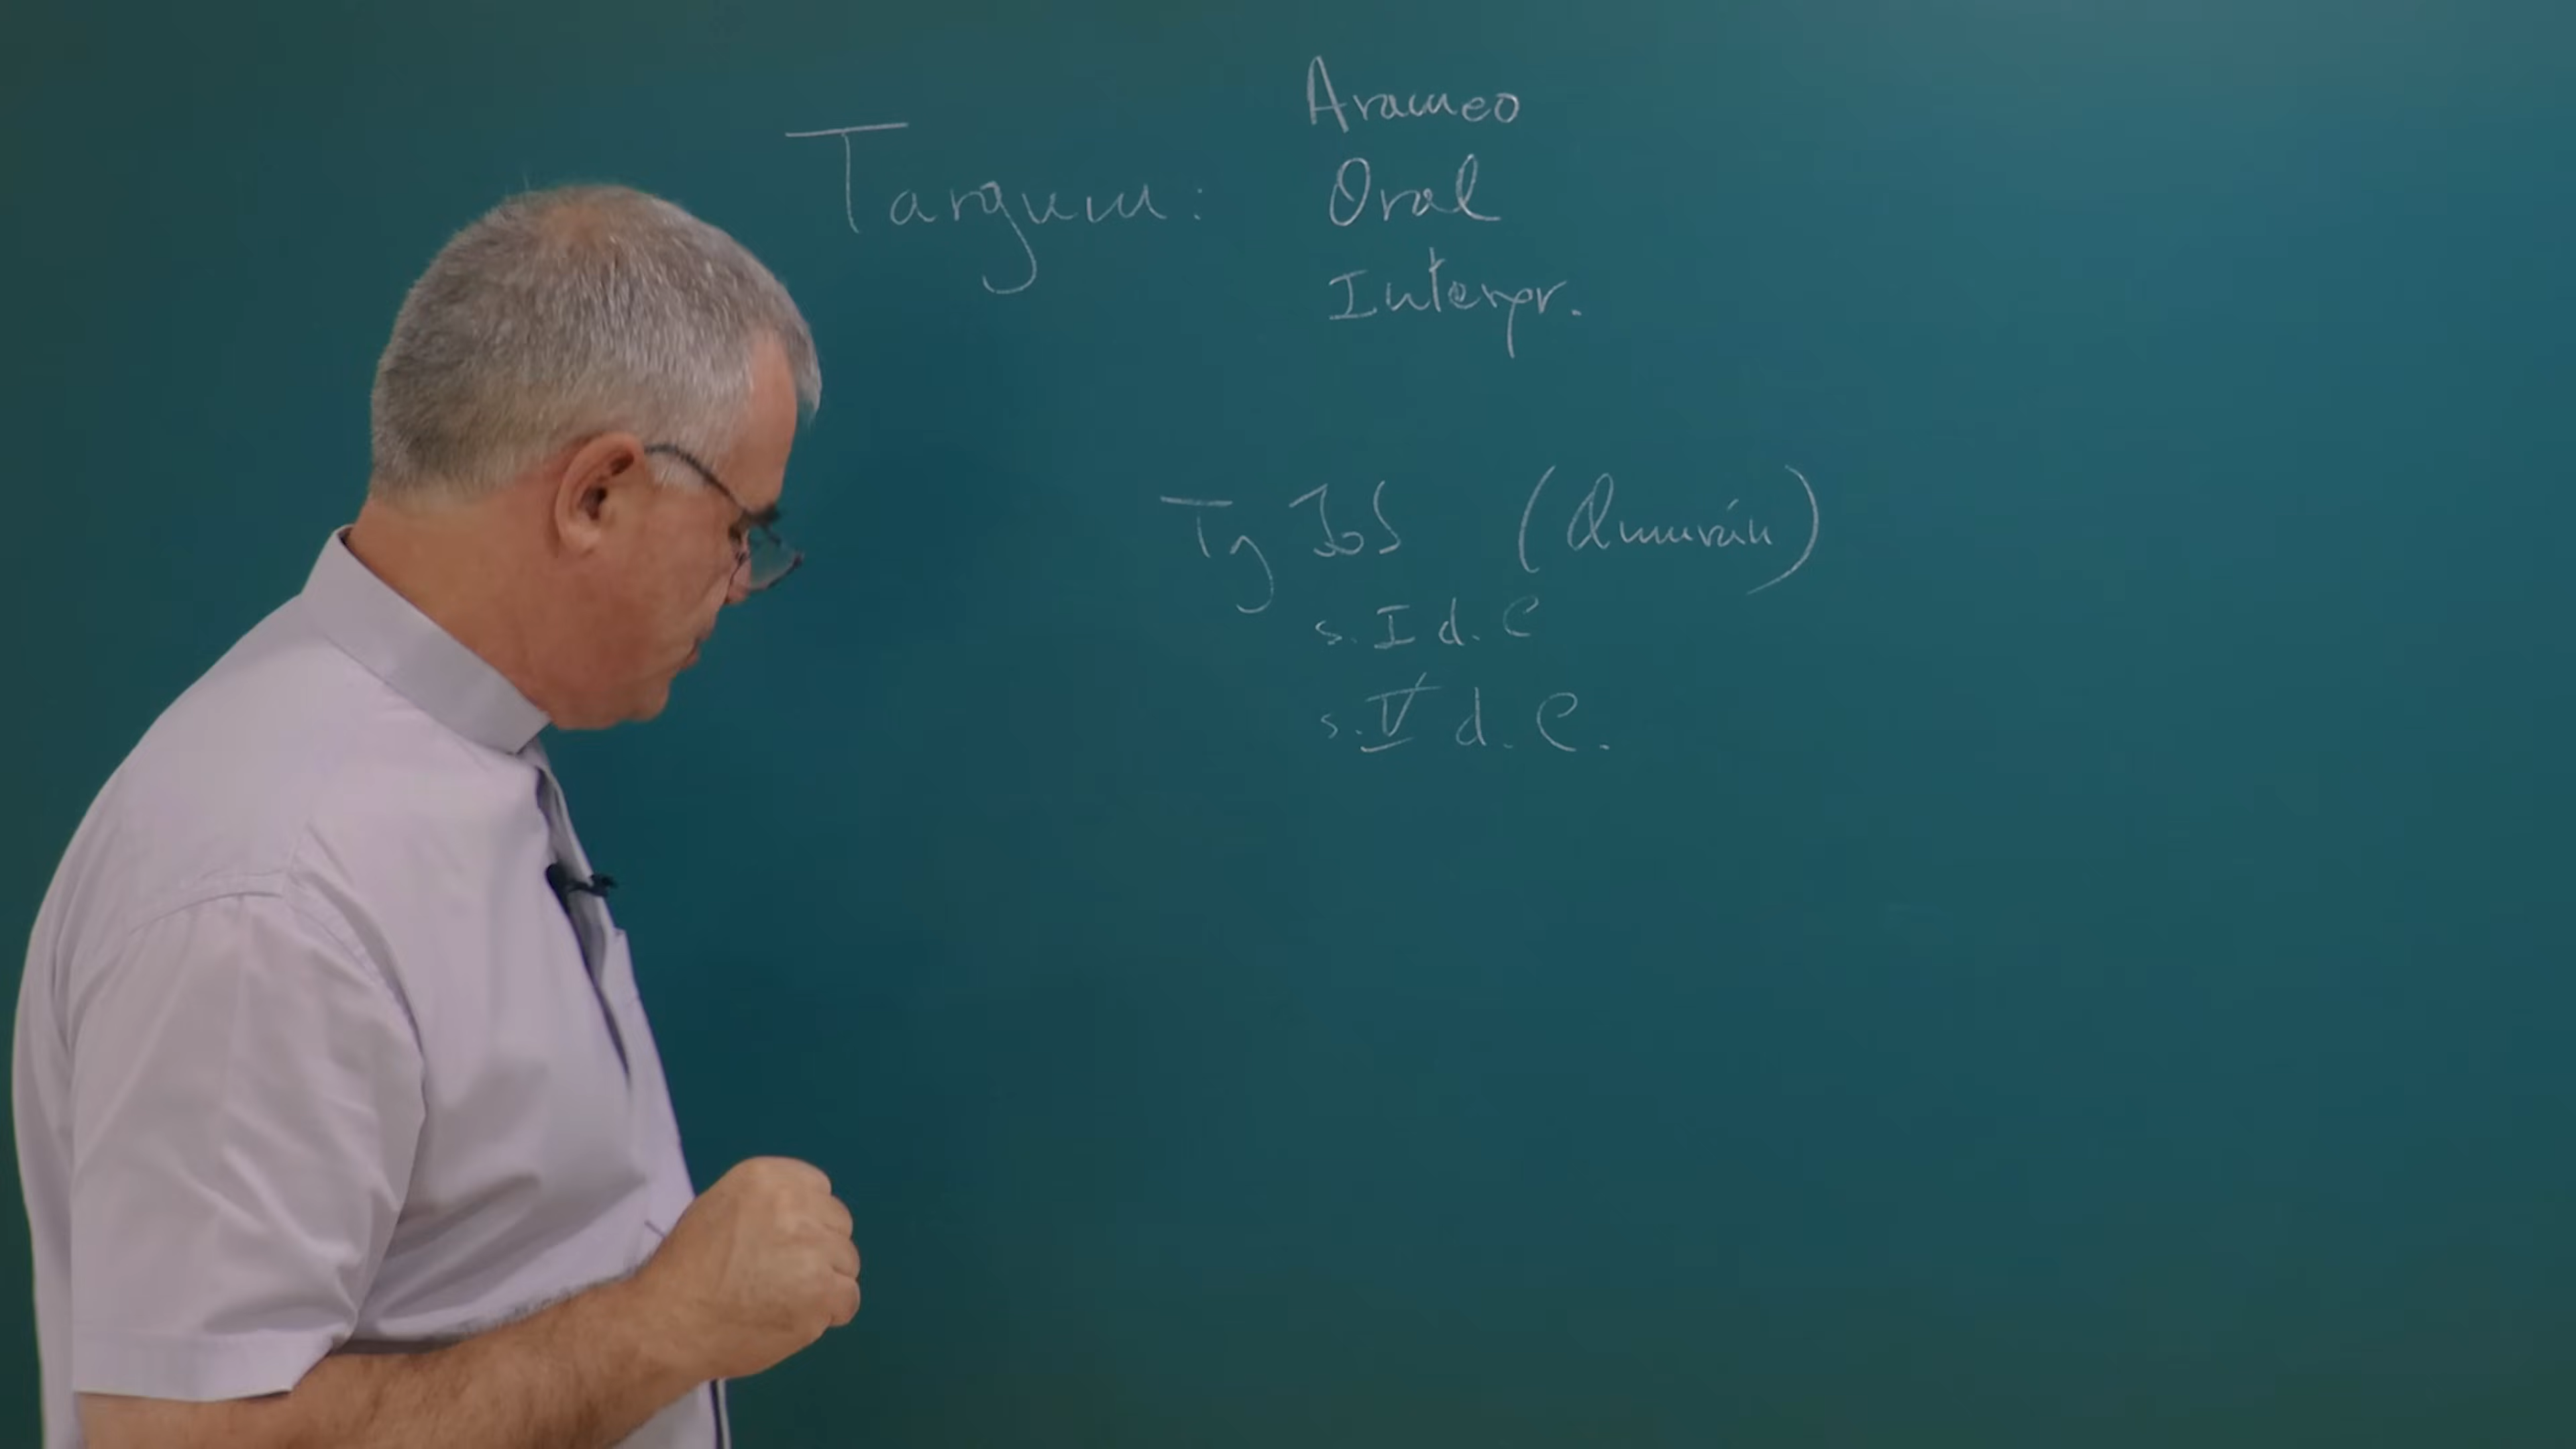 Targum: Arameo
Oral
Interpr.
Tg Job (Qumrán)
s. I d. C
s. V d. C.